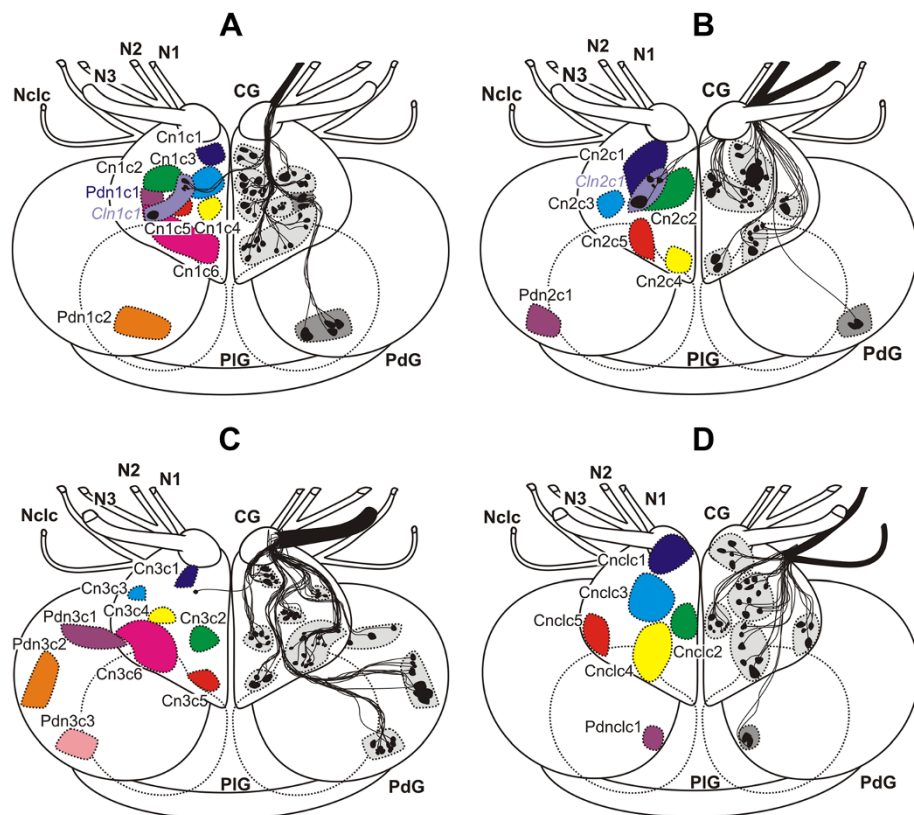 A
N2
N1
N3
Nclc
CG
Cn1c1
Cn1c3
Cn1c2
Pdn1c1
Cln1c1
Cn1c5
Cn1c4
Cn1c6
Pdn1c2
PlG
PdG
B
N2
N1
N3
Nclc
CG
Cn2c1
Cln2c1
Cn2c3
Cn2c2
Cn2c5
Cn2c4
Pdn2c1
PlG
PdG
C
N2
N1
N3
Nclc
CG
Cn3c1
Cn3c3
Cn3c4
Pdn3c1
Cn3c2
Pdn3c2
Cn3c6
Cn3c5
Pdn3c3
PlG
PdG
D
N2
N1
N3
Nclc
CG
Cnclc1
Cnclc3
Cnclc5
Cnclc2
Cnclc4
Pdnclc1
PlG
PdG